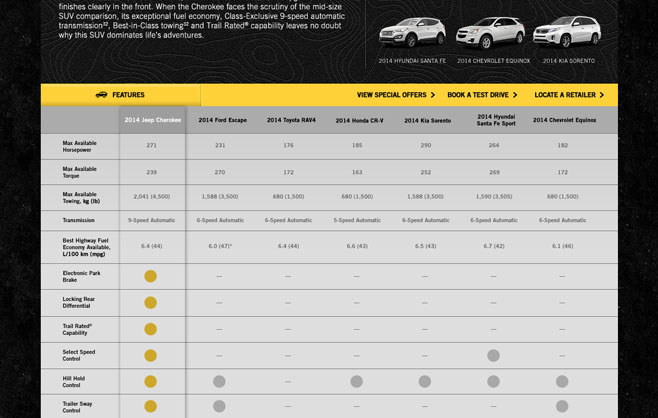 finishes clearly in the front. When the Cherokee faces the scrutiny of the mid-size
SUV comparison, its exceptional fuel economy, Class-Exclusive 9-speed automatic
transmission32, Best-in-Class towing32 and Trail Rated® capability leaves no doubt
why this SUV dominates life's adventures.
2014 HYUNDAI SANTA FE 2014 CHEVROLET EQUINOX 2014 KIA SORENTO
FEATURES VIEW SPECIAL OFFERS > BOOK A TEST DRIVE > LOCATE A RETAILER >
2014 Jeep Cherokee 2014 Ford Escape 2014 Toyota RAV4 2014 Honda CR-V 2014 Kia Sorento 2014 Hyundai Santa Fe Sport 2014 Chevrolet Equinox
Max Available Horsepower 271 231 176 185 290 264 182
Max Available Torque 239 270 172 163 252 269 172
Max Available Towing, kg (lb) 2,041 (4,500) 1,588 (3,500) 680 (1,500) 680 (1,500) 1,588 (3,500) 1,590 (3,505) 680 (1,500)
Transmission 9-Speed Automatic 6-Speed Automatic 6-Speed Automatic 5-Speed Automatic 6-Speed Automatic 6-Speed Automatic 6-Speed Automatic
Best Highway Fuel Economy Available, L/100 km (mpg) 6.4 (44) 6.0 (47)* 6.4 (44) 6.6 (43) 6.5 (43) 6.7 (42) 6.1 (46)
Electronic Park Brake --- --- --- --- --- ---
Locking Rear Differential --- --- --- --- --- ---
Trail Rated® Capability --- --- --- --- --- ---
Select Speed Control --- --- --- --- ---
Hill Hold Control ---
Trailer Sway Control --- --- --- ---